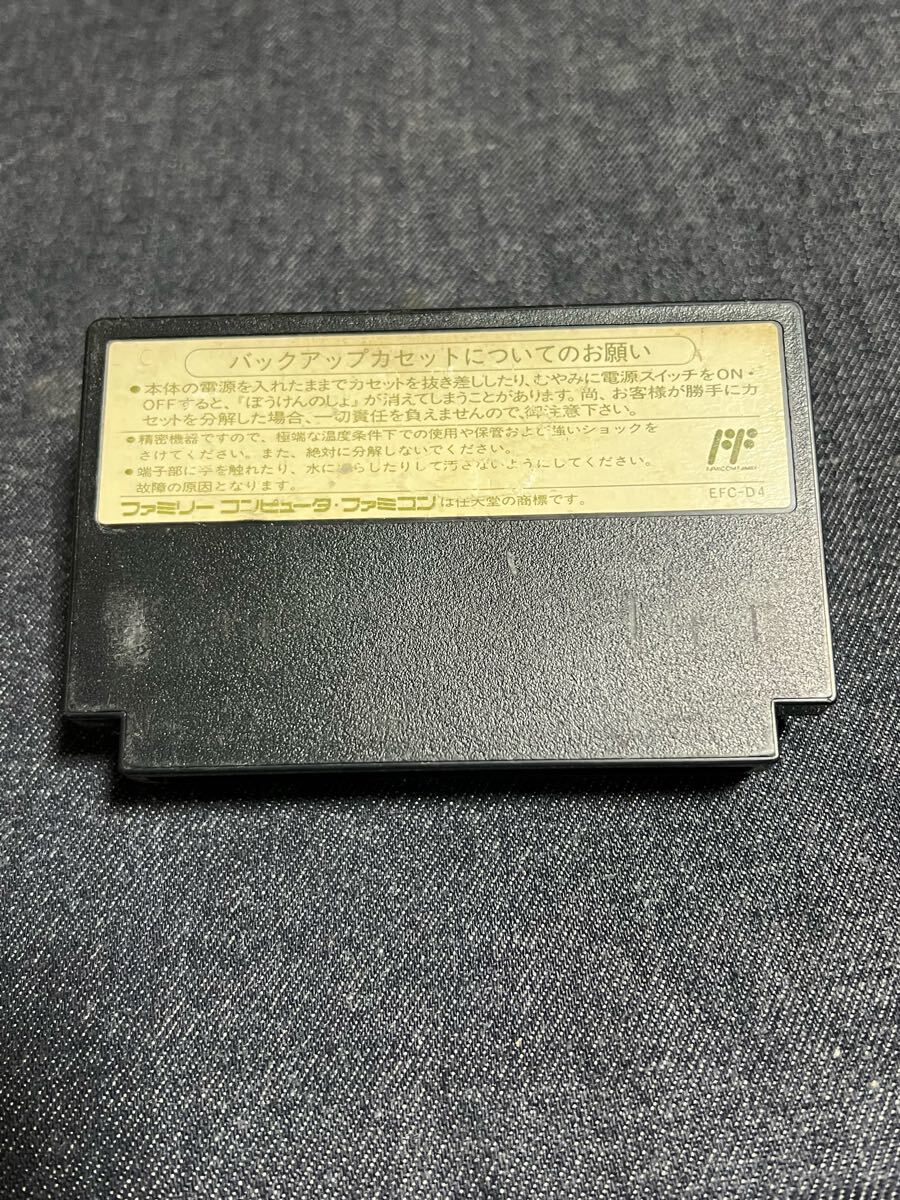 バックアップカセットについてのお願い
●本体の電源を入れたままでカセットを抜き差ししたり、むやみに電源スイッチをON・
OFFすると、『ぼうけんのしょ』が消えてしまうことがあります。尚、お客様が勝手にカ
セットを分解した場合、一切責任を負えませんので、御注意下さい。
●精密機器ですので、極端な温度条件下での使用や保管および強いショックを
さけてください。また、絶対に分解しないでください。
●端子部に手を触れたり、水にぬらしたりして汚さないようにしてください。
故障の原因となります。
FAMICOM FAMILY
EFC-D4
ファミリーコンピュータ・ファミコンは任天堂の商標です。